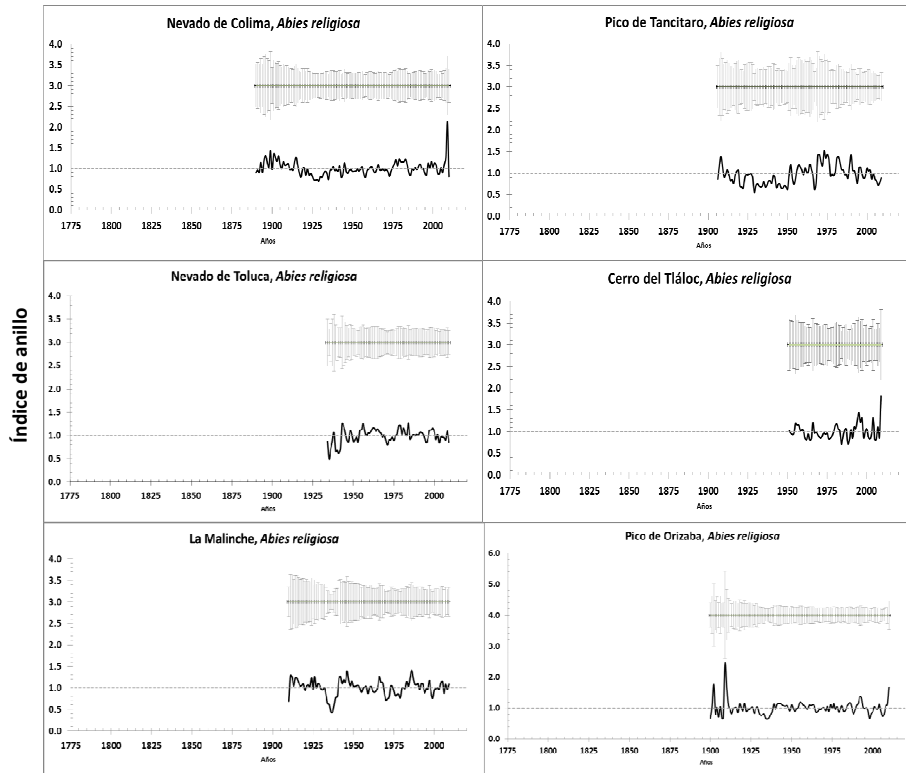 Índice de anillo
Nevado de Colima, Abies religiosa
4.0
3.5
3.0
2.5
2.0
1.5
1.0
0.5
0.0
1775 1800 1825 1850 1875 1900 1925 1950 1975 2000
Años
Pico de Tancitaro, Abies religiosa
4.0
3.5
3.0
2.5
2.0
1.5
1.0
0.5
0.0
1775 1800 1825 1850 1875 1900 1925 1950 1975 2000
Años
Nevado de Toluca, Abies religiosa
4.0
3.5
3.0
2.5
2.0
1.5
1.0
0.5
0.0
1775 1800 1825 1850 1875 1900 1925 1950 1975 2000
Años
Cerro del Tláloc, Abies religiosa
4.0
3.5
3.0
2.5
2.0
1.5
1.0
0.5
0.0
1775 1800 1825 1850 1875 1900 1925 1950 1975 2000
Años
La Malinche, Abies religiosa
4.0
3.5
3.0
2.5
2.0
1.5
1.0
0.5
0.0
1775 1800 1825 1850 1875 1900 1925 1950 1975 2000
Años
Pico de Orizaba, Abies religiosa
6.0
5.0
4.0
3.0
2.0
1.0
0.0
1775 1800 1825 1850 1875 1900 1925 1950 1975 2000
Años